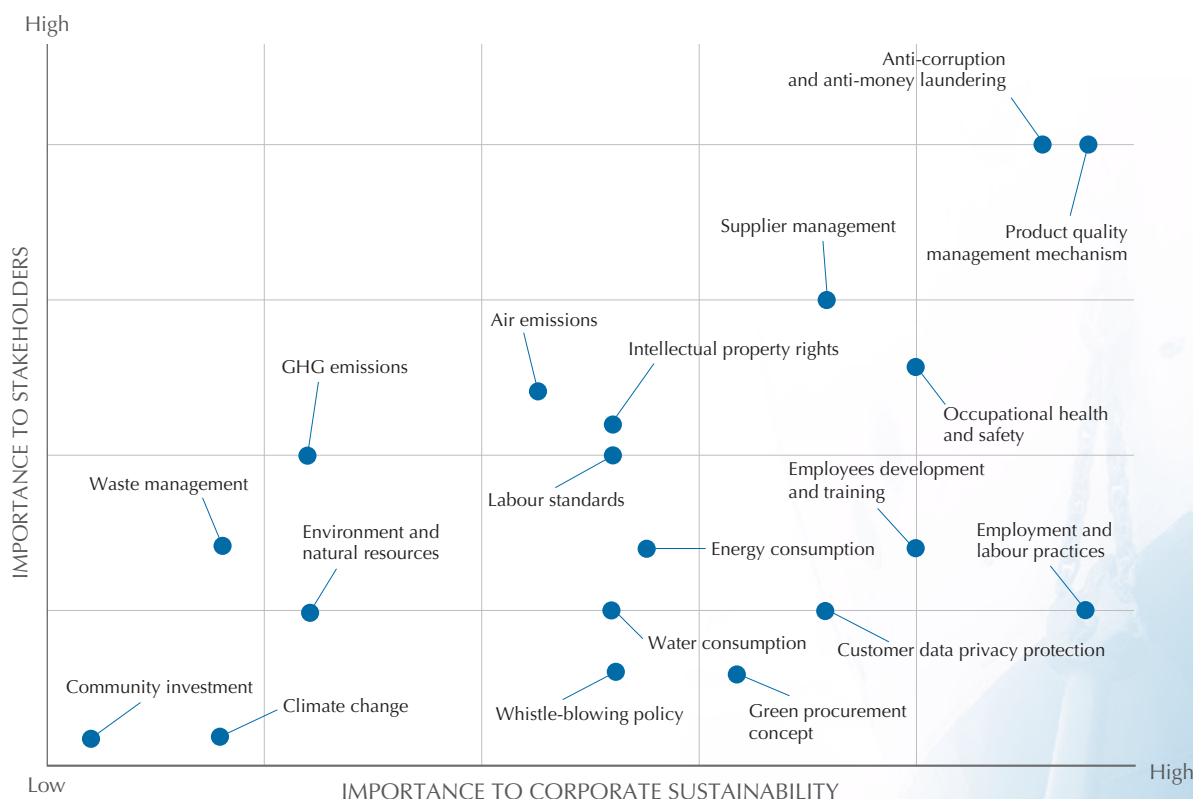 High
Anti-corruption
and anti-money laundering
Supplier management
Product quality
management mechanism
Air emissions
Intellectual property rights
GHG emissions
Occupational health
and safety
Waste management
Labour standards
Employees development
and training
Environment and
natural resources
Energy consumption
Employment and
labour practices
Water consumption
Customer data privacy protection
Community investment
Climate change
Whistle-blowing policy
Green procurement
concept
IMPORTANCE TO STAKEHOLDERS
Low
IMPORTANCE TO CORPORATE SUSTAINABILITY
High